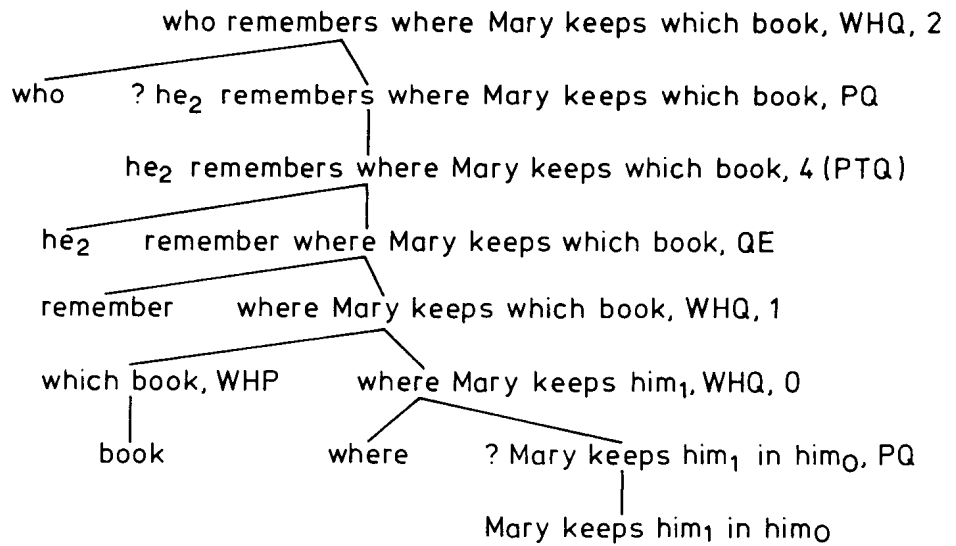 who remembers where Mary keeps which book, WHQ, 2
who ? he₂ remembers where Mary keeps which book, PQ
he₂ remembers where Mary keeps which book, 4 (PTQ)
he₂ remember where Mary keeps which book, QE
remember where Mary keeps which book, WHQ, 1
which book, WHP where Mary keeps him₁, WHQ, 0
book where ? Mary keeps him₁ in him₀, PQ
Mary keeps him₁ in him₀